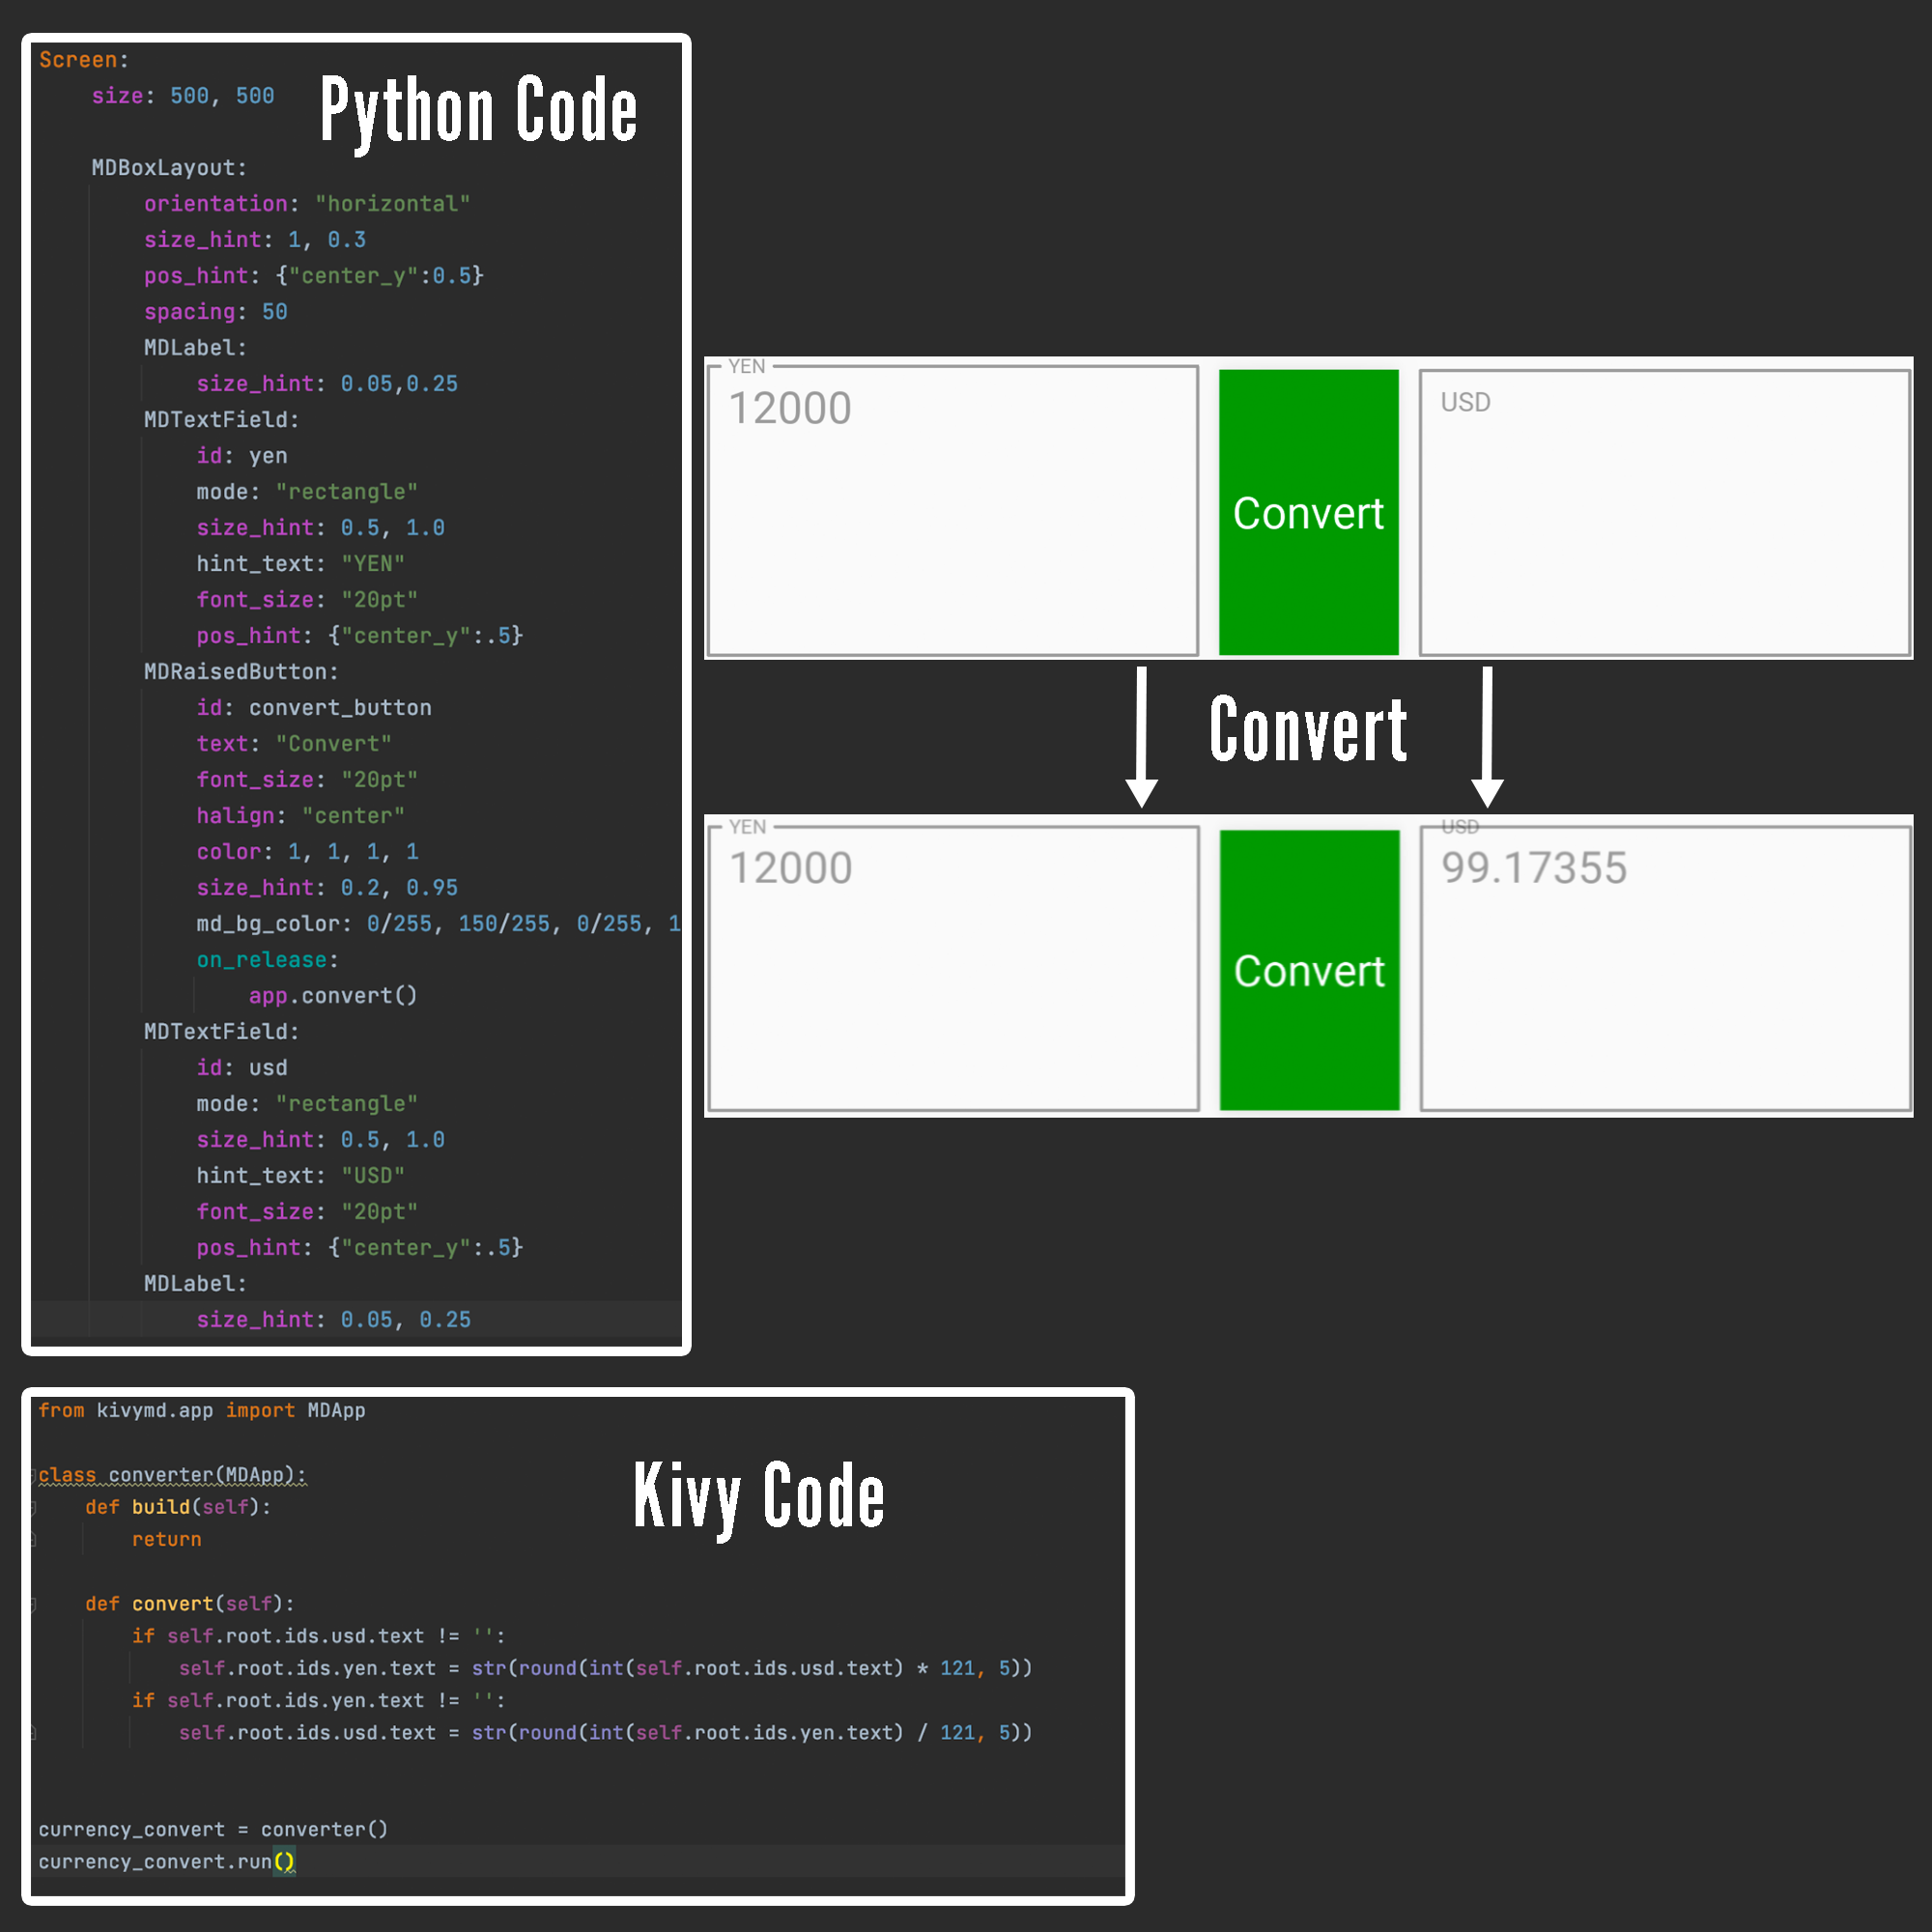 Screen:
size: 500, 500
Python Code
MDBoxLayout:
orientation: "horizontal"
size_hint: 1, 0.3
pos_hint: {"center_y":0.5}
spacing: 50
MDLabel:
size_hint: 0.05,0.25
MDTextField:
id: yen
mode: "rectangle"
size_hint: 0.5, 1.0
hint_text: "YEN"
font_size: "20pt"
pos_hint: {"center_y":.5}
MDRaisedButton:
id: convert_button
text: "Convert"
font_size: "20pt"
halign: "center"
color: 1, 1, 1, 1
size_hint: 0.2, 0.95
md_bg_color: 0/255, 150/255, 0/255, 1
on_release:
app.convert()
MDTextField:
id: usd
mode: "rectangle"
size_hint: 0.5, 1.0
hint_text: "USD"
font_size: "20pt"
pos_hint: {"center_y":.5}
MDLabel:
size_hint: 0.05, 0.25
YEN
12000
Convert
USD
Convert
YEN
12000
Convert
USD
99.17355
from kivymd.app import MDApp
Kivy Code
class converter(MDApp):
def build(self):
return
def convert(self):
if self.root.ids.usd.text != '':
self.root.ids.yen.text = str(round(int(self.root.ids.usd.text) * 121, 5))
if self.root.ids.yen.text != '':
self.root.ids.usd.text = str(round(int(self.root.ids.yen.text) / 121, 5))
currency_convert = converter()
currency_convert.run()